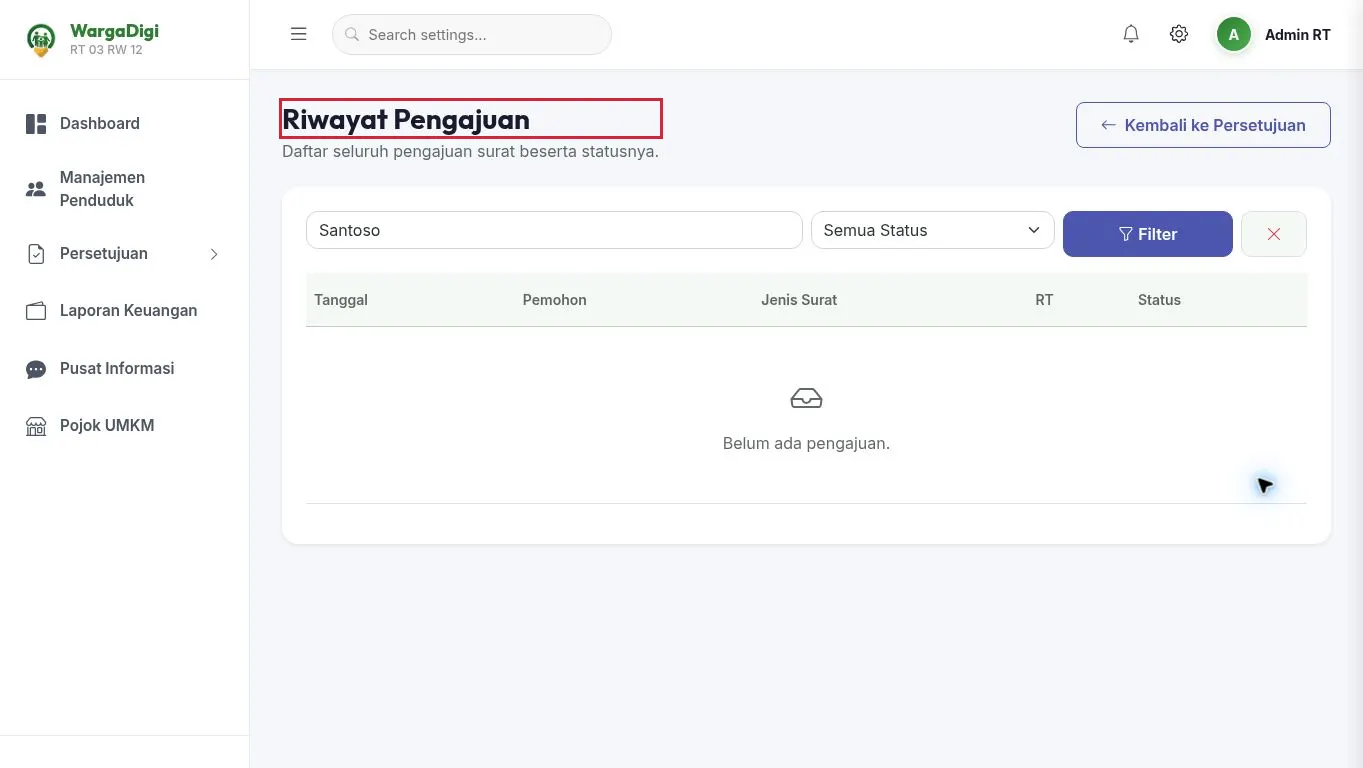 WargaDigi
RT 03 RW 12
Search settings...
A
Admin RT
Dashboard
Manajemen
Penduduk
Persetujuan
Laporan Keuangan
Pusat Informasi
Pojok UMKM
Riwayat Pengajuan
Daftar seluruh pengajuan surat beserta statusnya.
Kembali ke Persetujuan
Santoso
Semua Status
Filter
Tanggal Pemohon Jenis Surat RT Status
Belum ada pengajuan.